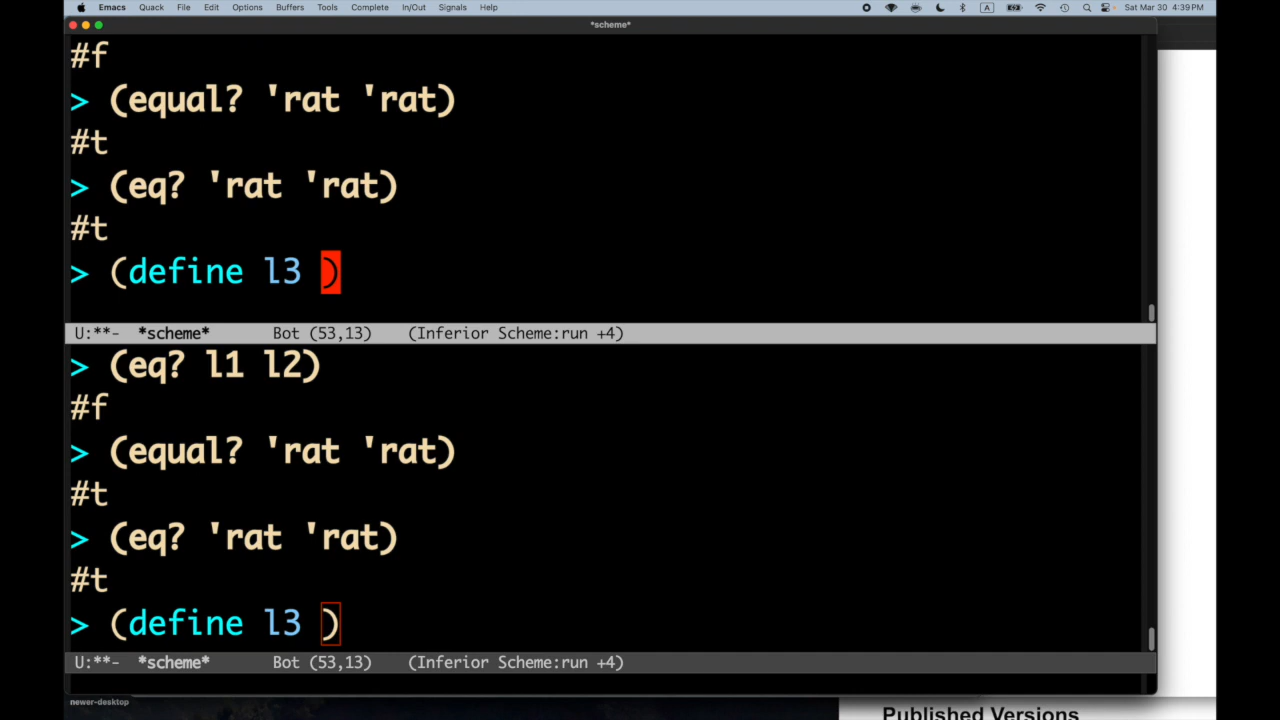 Emacs Quack File Edit Options Buffers Tools Complete In/Out Signals Help A Sat Mar 30 4:39 PM
*scheme*
#f
> (equal? 'rat 'rat)
#t
> (eq? 'rat 'rat)
#t
> (define l3 )
U:**- *scheme* Bot (53,13) (Inferior Scheme:run +4)
> (eq? l1 l2)
#f
> (equal? 'rat 'rat)
#t
> (eq? 'rat 'rat)
#t
> (define l3 )
U:**- *scheme* Bot (53,13) (Inferior Scheme:run +4)
newer-desktop
Published Versions